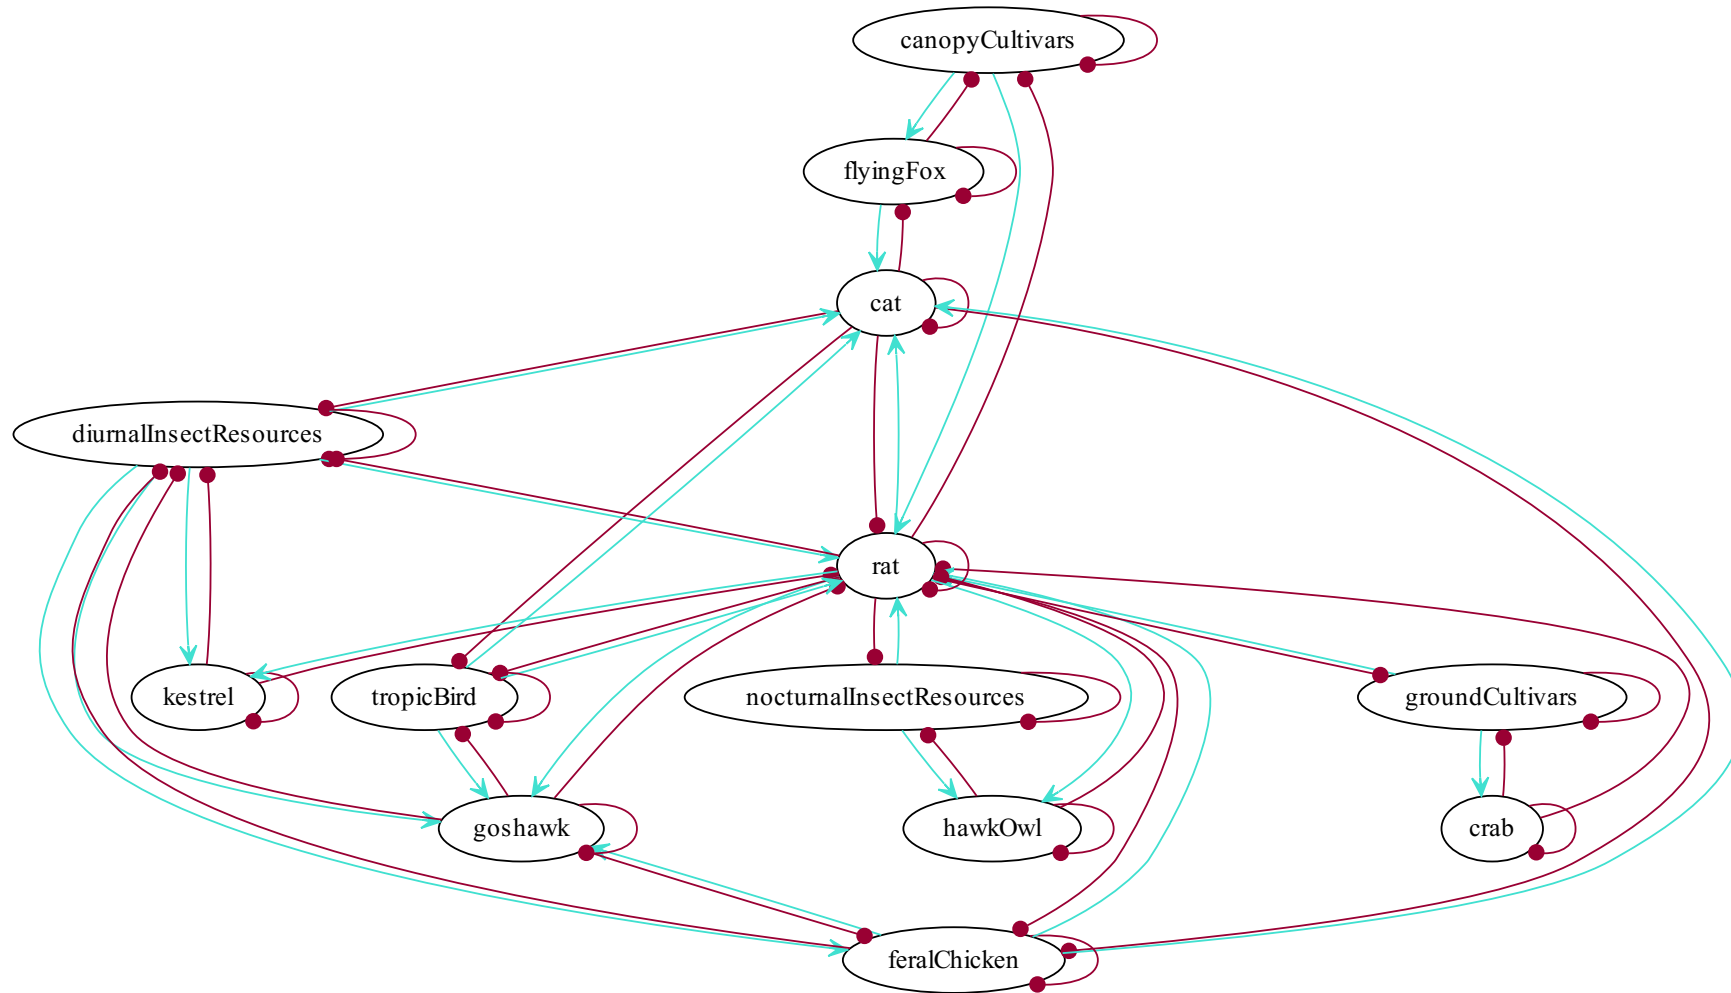 canopyCultivars
flyingFox
cat
diurnalInsectResources
rat
kestrel
tropicBird
nocturnalInsectResources
groundCultivars
goshawk
hawkOwl
crab
feralChicken